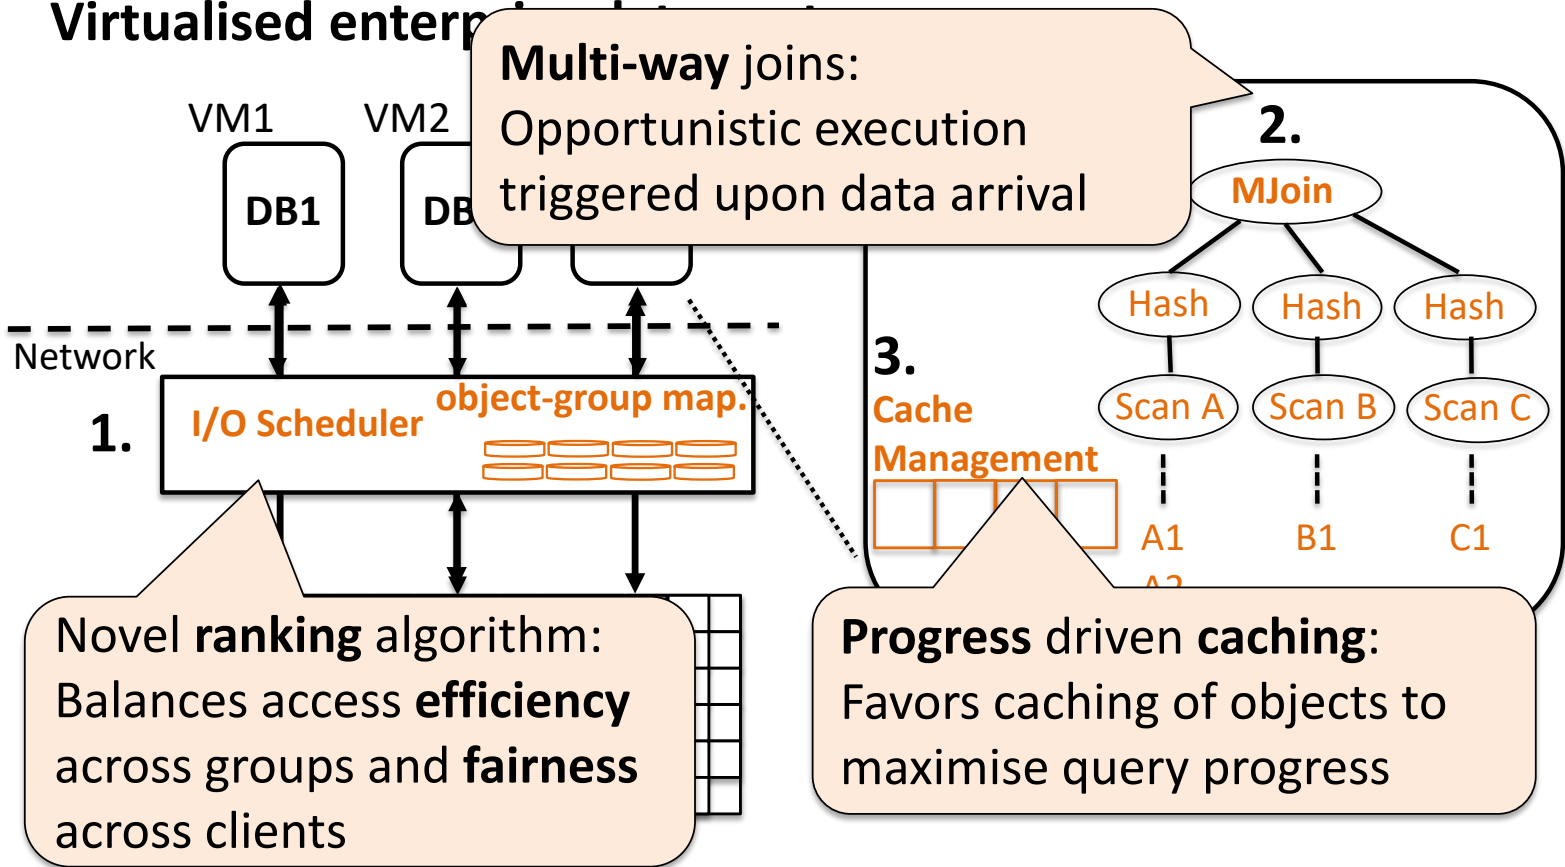 Virtualised
Multi-way joins:
Opportunistic execution
triggered upon data arrival
VM1
VM2
DB1
DB
2.
MJoin
Hash
Hash
Hash
Scan A
Scan B
Scan C
A1
B1
C1
A2
Network
1.
I/O Scheduler
object-group map.
3.
Cache
Management
Novel ranking algorithm:
Balances access efficiency
across groups and fairness
across clients
Progress driven caching:
Favors caching of objects to
maximise query progress